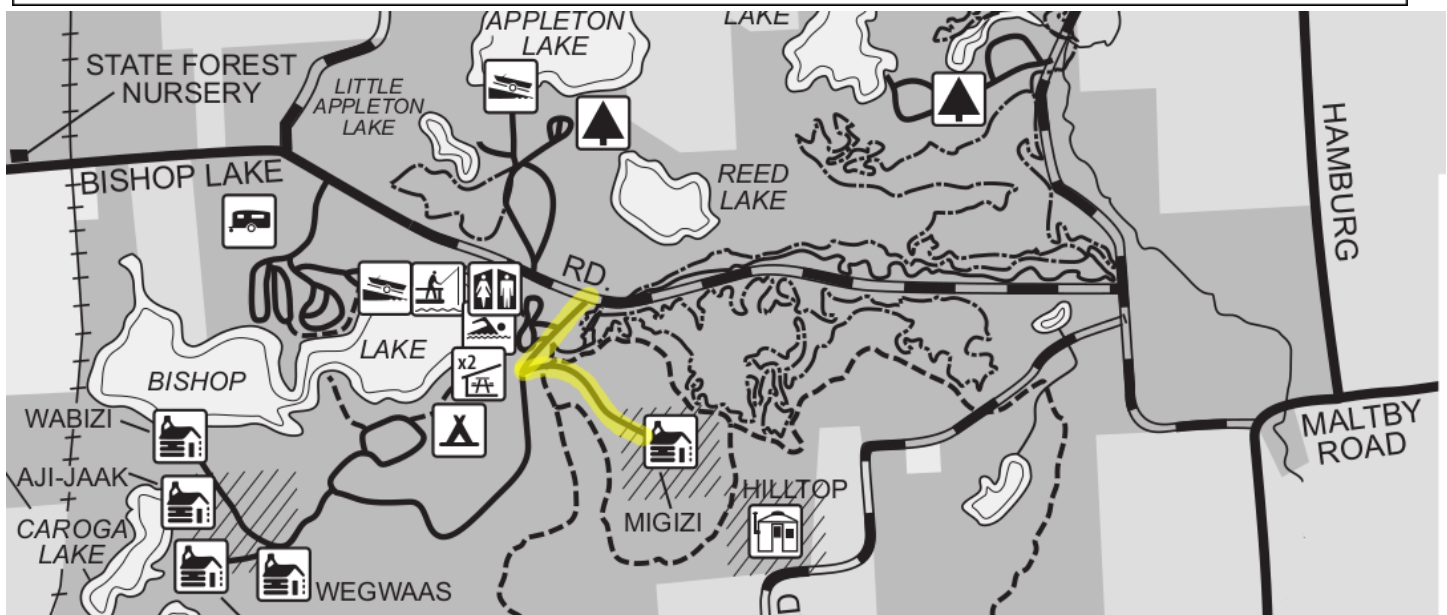 APPLETON
LAKE
LAKE
STATE FOREST
NURSERY
LITTLE
APPLETON
LAKE
HAMBURG
BISHOP LAKE
REED
LAKE
RD.
LAKE
x2
BISHOP
WABIZI
MALTBY
ROAD
AJI-JAAK
HILLTOP
MIGIZI
CAROGA
LAKE
WEGWAAS
D